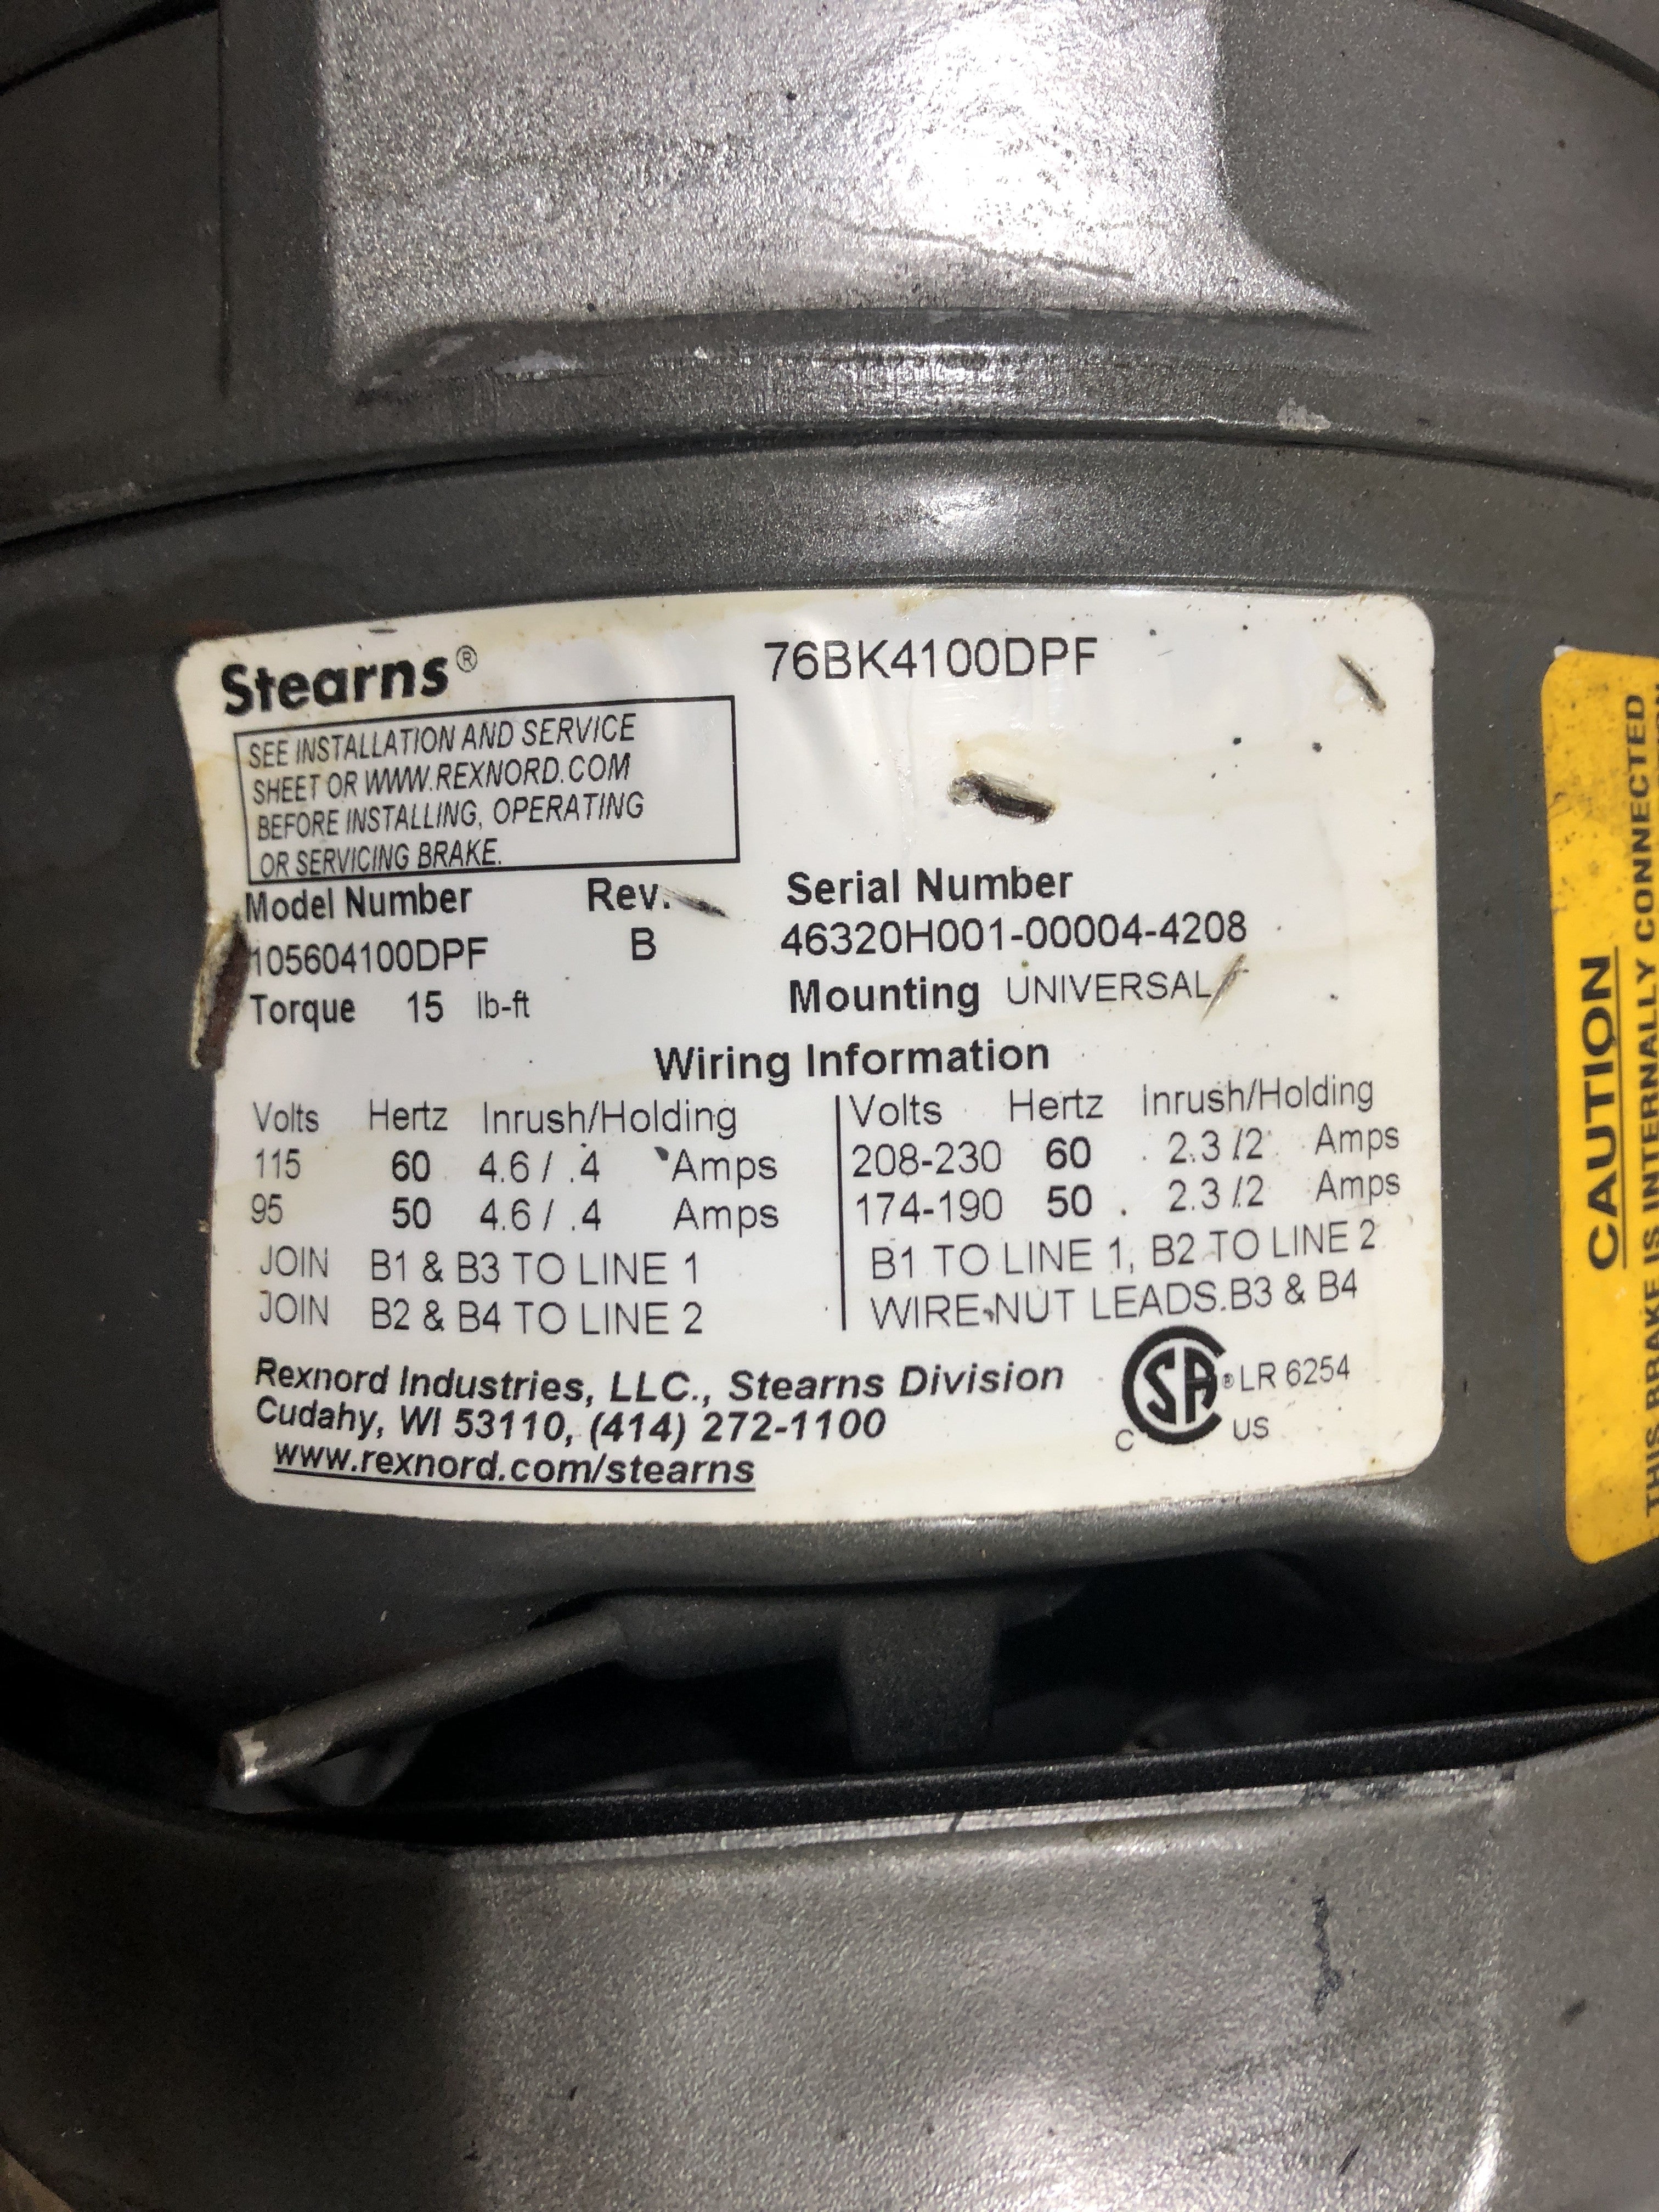 Stearns®
76BK4100DPF
SEE INSTALLATION AND SERVICE
SHEET OR WWW.REXNORD.COM
BEFORE INSTALLING, OPERATING
OR SERVICING BRAKE.
Model Number Rev. Serial Number
105604100DPF B 46320H001-00004-4208
Torque 15 lb-ft Mounting UNIVERSAL
Wiring Information
Volts Hertz Inrush/Holding
115 60 4.6 / .4 Amps
95 50 4.6 / .4 Amps
JOIN B1 & B3 TO LINE 1
JOIN B2 & B4 TO LINE 2
Volts Hertz Inrush/Holding
208-230 60 2.3 /.2 Amps
174-190 50 2.3 /.2 Amps
B1 TO LINE 1, B2 TO LINE 2
WIRE NUT LEADS B3 & B4
Rexnord Industries, LLC., Stearns Division
Cudahy, WI 53110, (414) 272-1100
www.rexnord.com/stearns
CSA® LR 6254
C US
CAUTION
THIS BRAKE IS INTERNALLY CONNECTED